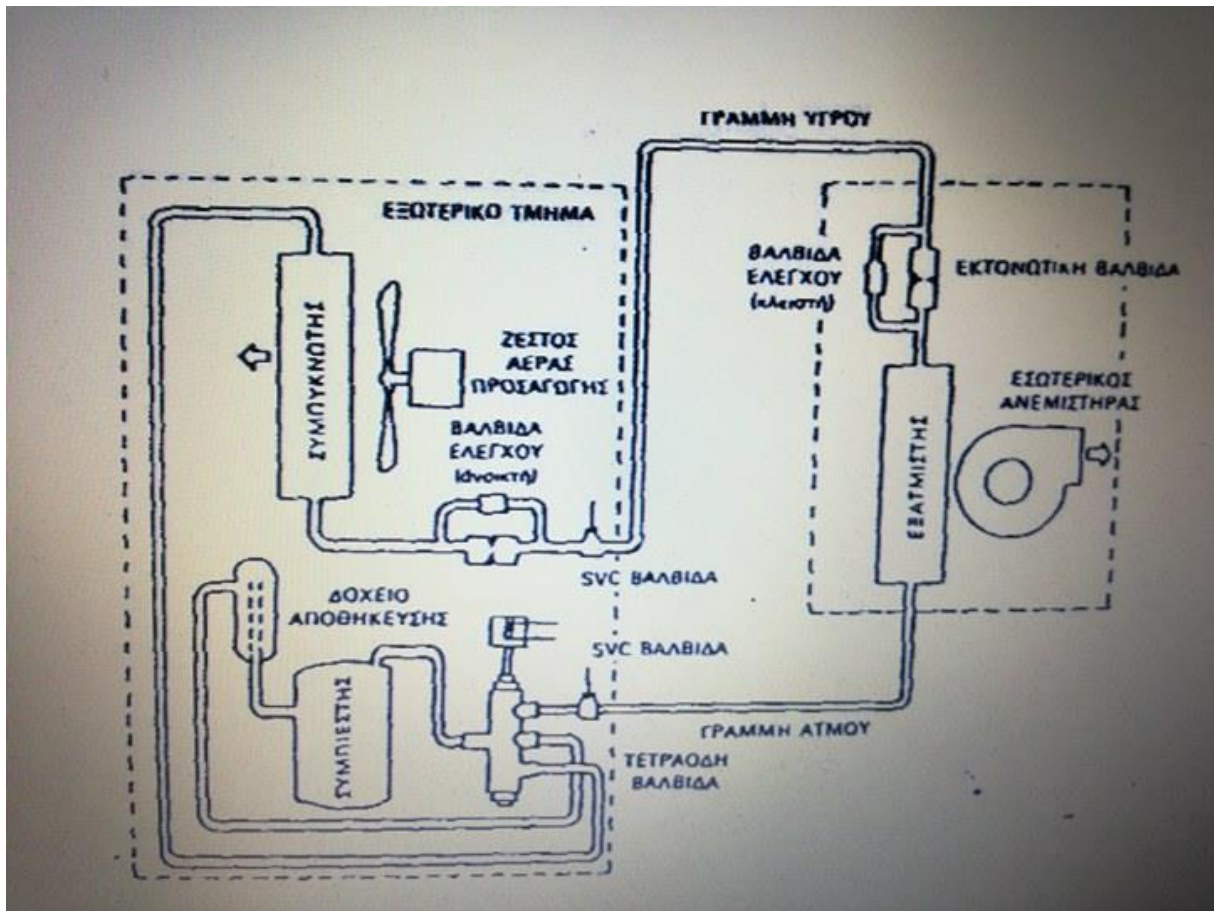 ΓΡΑΜΜΗ ΥΓΡΟΥ
ΕΞΩΤΕΡΙΚΟ ΤΜΗΜΑ
ΒΑΛΒΙΔΑ
ΕΛΕΓΧΟΥ
(κλειστή)
ΕΚΤΟΝΩΤΙΚΗ ΒΑΛΒΙΔΑ
ΣΥΜΠΥΚΝΩΤΗΣ
ΖΕΣΤΟΣ
ΑΕΡΑΣ
ΠΡΟΣΑΓΩΓΗΣ
ΕΣΩΤΕΡΙΚΟΣ
ΑΝΕΜΙΣΤΗΡΑΣ
ΒΑΛΒΙΔΑ
ΕΛΕΓΧΟΥ
(άνοικτή)
ΕΞΑΤΜΙΣΤΗΣ
SVC ΒΑΛΒΙΔΑ
ΔΟΧΕΙΟ
ΑΠΟΘΗΚΕΥΣΗΣ
SVC ΒΑΛΒΙΔΑ
ΣΥΜΠΙΕΣΤΗΣ
ΓΡΑΜΜΗ ΑΤΜΟΥ
ΤΕΤΡΑΟΔΗ
ΒΑΛΒΙΔΑ